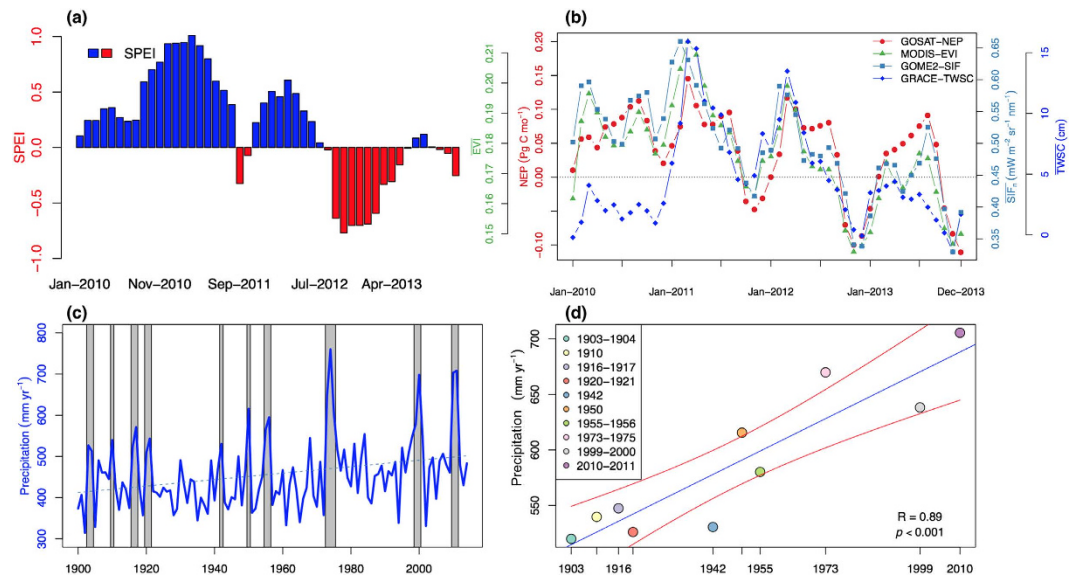 (a)
SPEI
1.0
0.5
0.0
−0.5
−1.0
SPEI
0.21
0.20
0.19
0.18
0.17
0.16
0.15
EVI
Jan−2010 Nov−2010 Sep−2011 Jul−2012 Apr−2013
(b)
NEP (Pg C mo⁻¹)
0.20
0.15
0.10
0.05
0.00
−0.10
GOSAT−NEP
MODIS−EVI
GOME2−SIF
GRACE−TWSC
0.65
0.60
0.55
0.50
0.45
0.40
0.35
15
10
5
0
TWSC (cm)
Jan−2010 Jan−2011 Jan−2012 Jan−2013 Dec−2013
(c)
Precipitation (mm yr⁻¹)
800
700
600
500
400
300
1900 1920 1940 1960 1980 2000
(d)
Precipitation (mm yr⁻¹)
700
650
600
550
1903−1904
1910
1916−1917
1920−1921
1942
1950
1955−1956
1973−1975
1999−2000
2010−2011
R = 0.89
p < 0.001
1903 1916 1942 1955 1973 1999 2010